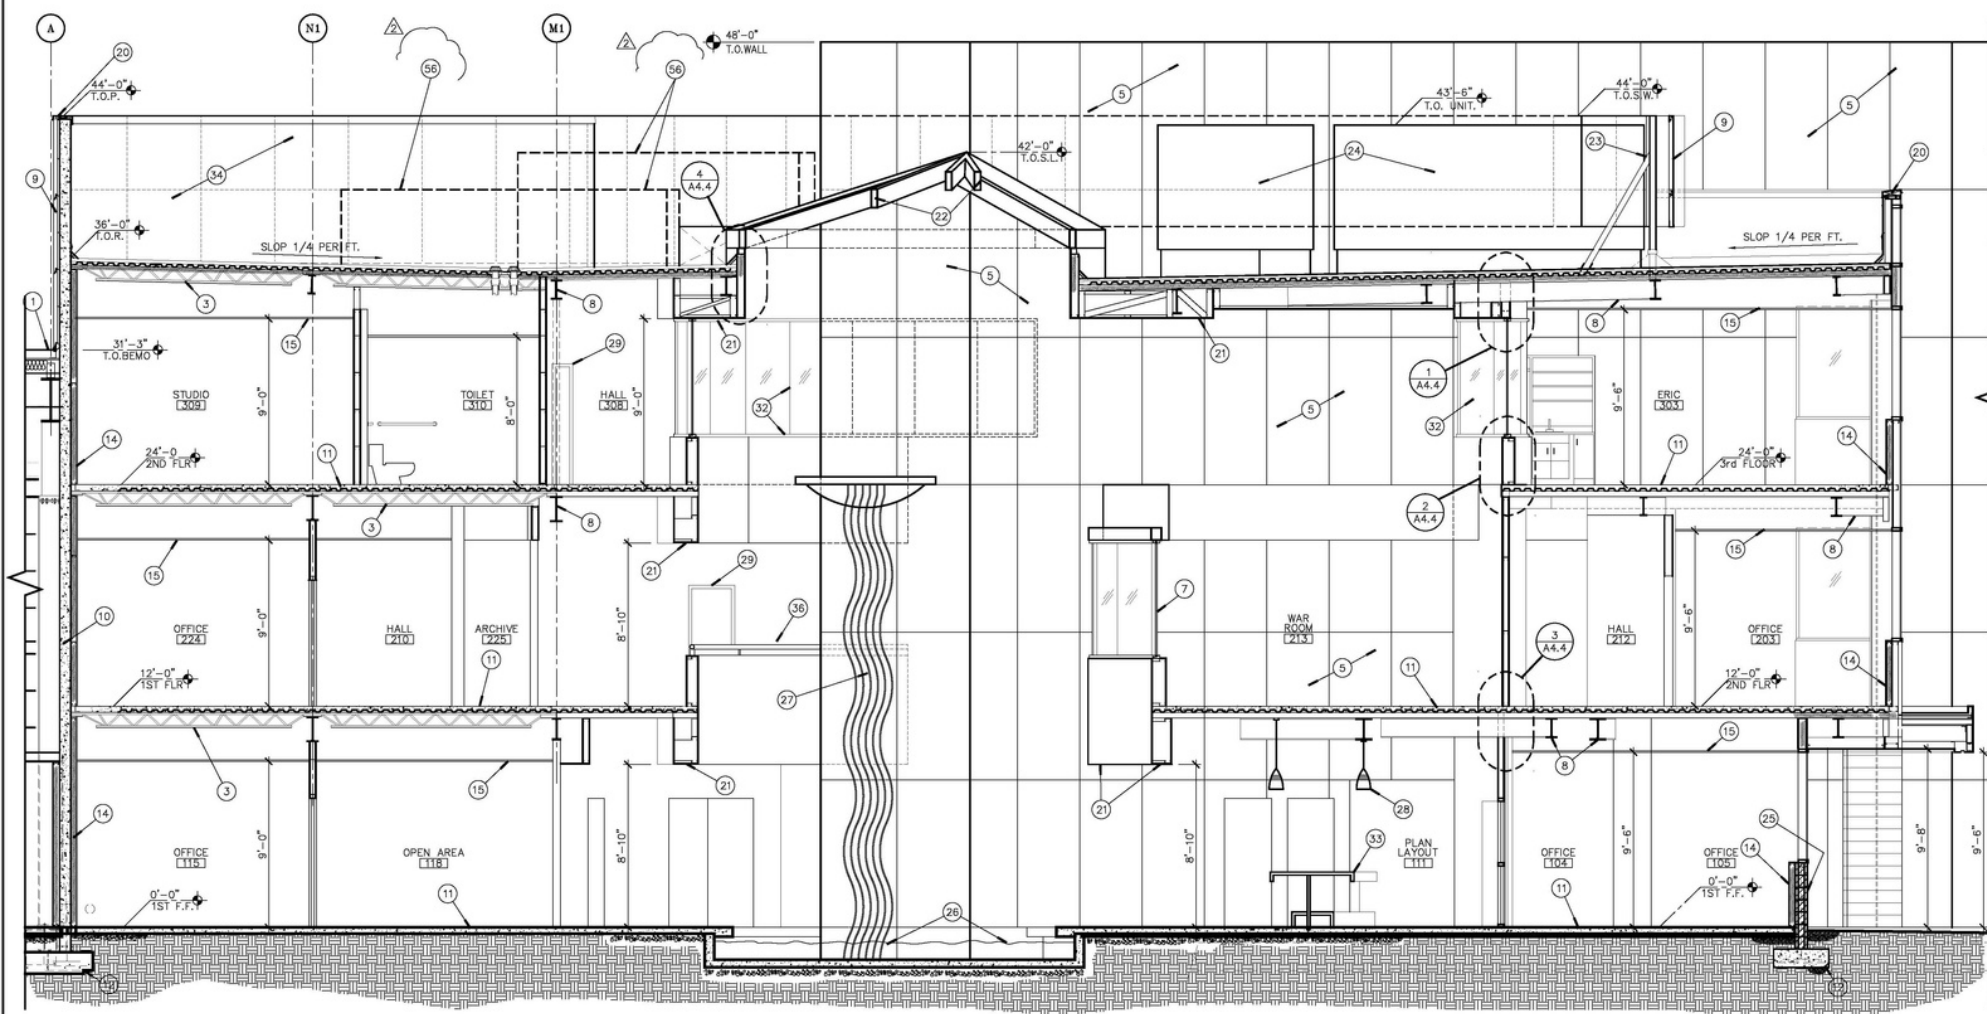 A
N1
M1
2
2
20
56
56
48'-0"
T.O.WALL
44'-0"
T.O.P.
5
43'-6"
T.O. UNIT.
44'-0"
T.O.S.W.
5
9
34
4
A4.4
42'-0"
T.O.S.L.
24
23
9
20
22
36'-0"
T.O.R.
SLOP 1/4 PER FT.
SLOP 1/4 PER FT.
5
1
3
8
15
21
21
8
15
31'-3"
T.O.BEMO
29
1
A4.4
STUDIO
309
9'-0"
TOILET
310
8'-0"
HALL
308
9'-0"
32
5
32
9'-6"
ERIC
303
14
24'-0
2ND FLR
11
14
11
24'-0"
3rd FLOOR
2
A4.4
3
8
15
21
29
7
15
8
10
36
OFFICE
224
9'-0"
HALL
210
ARCHIVE
225
8'-10"
WAR
ROOM
213
HALL
212
9'-6"
OFFICE
203
3
A4.4
11
12'-0"
1ST FLR
27
5
11
12'-0"
2ND FLR
14
3
15
21
21
28
8
15
14
25
33
OFFICE
115
9'-0"
OPEN AREA
118
8'-10"
8'-10"
PLAN
LAYOUT
111
OFFICE
104
9'-6"
OFFICE
105
14
9'-8"
9'-6"
0'-0"
1ST F.F.
11
26
11
0'-0"
1ST F.F.
12